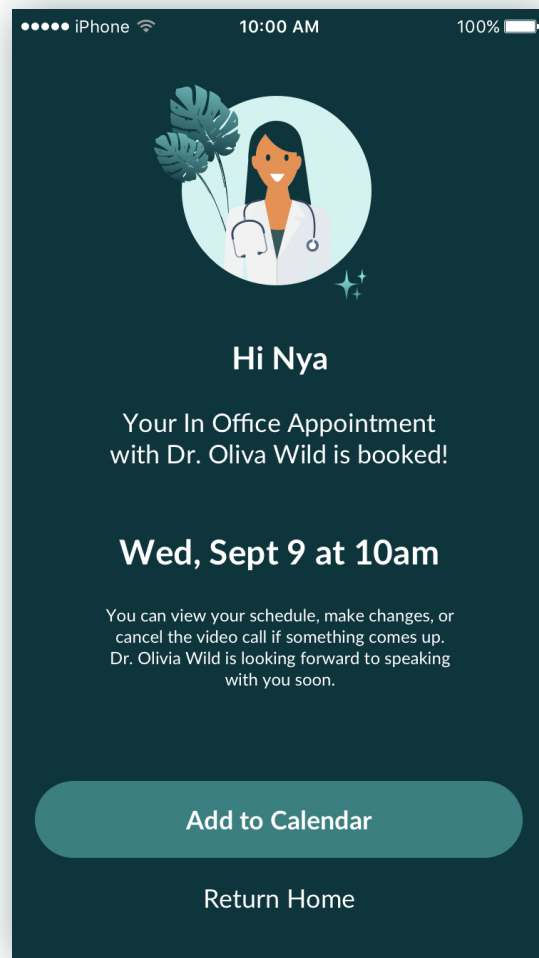 iPhone 10:00 AM 100%
Hi Nya
Your In Office Appointment
with Dr. Oliva Wild is booked!
Wed, Sept 9 at 10am
You can view your schedule, make changes, or
cancel the video call if something comes up.
Dr. Olivia Wild is looking forward to speaking
with you soon.
Add to Calendar
Return Home